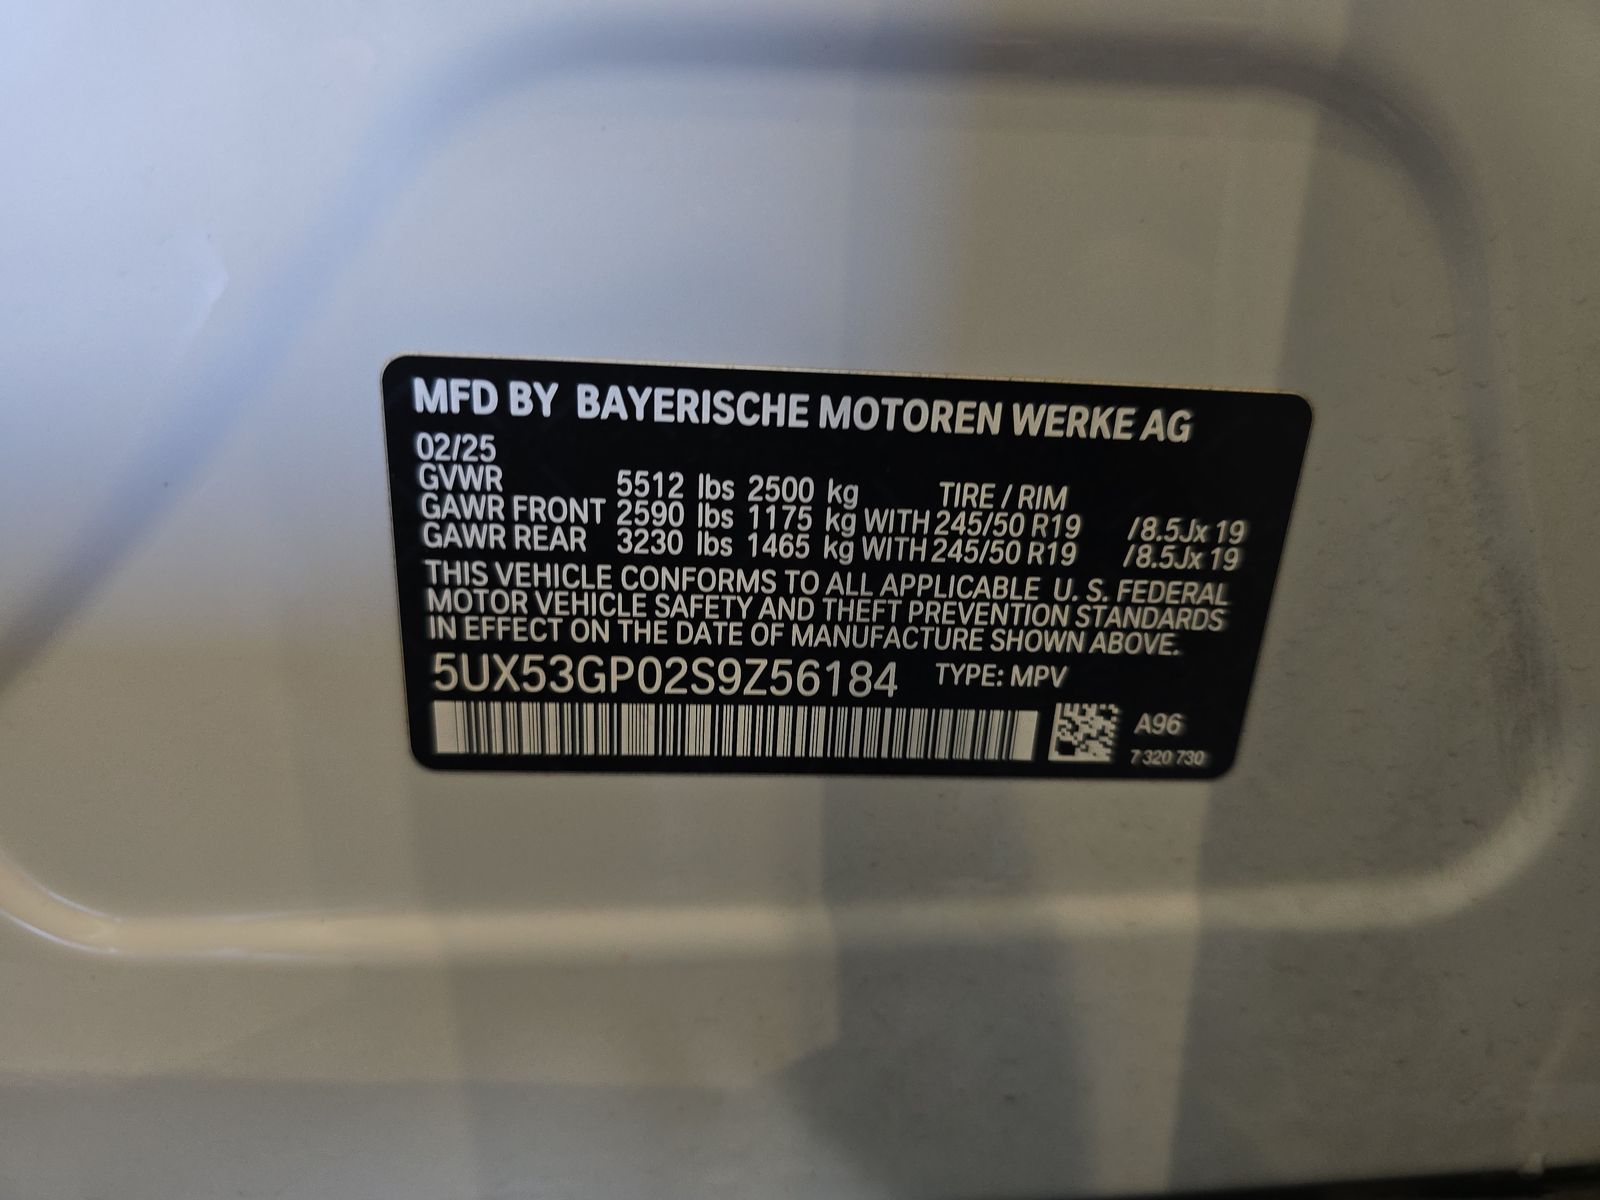 MFD BY BAYERISCHE MOTOREN WERKE AG
02/25
GVWR 5512 lbs 2500 kg TIRE / RIM
GAWR FRONT 2590 lbs 1175 kg WITH 245/50 R19 /8.5Jx 19
GAWR REAR 3230 lbs 1465 kg WITH 245/50 R19 /8.5Jx 19
THIS VEHICLE CONFORMS TO ALL APPLICABLE U. S. FEDERAL
MOTOR VEHICLE SAFETY AND THEFT PREVENTION STANDARDS
IN EFFECT ON THE DATE OF MANUFACTURE SHOWN ABOVE.
5UX53GP02S9Z56184 TYPE: MPV
A96
7 320 730